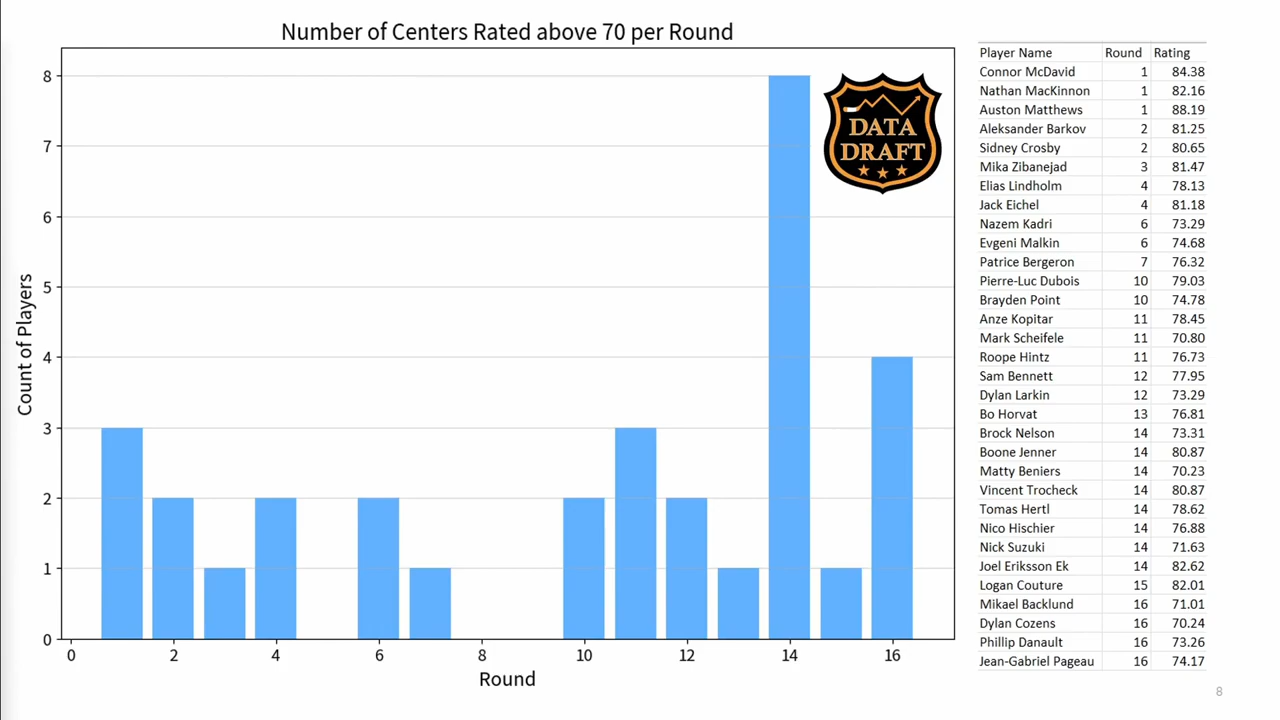 Number of Centers Rated above 70 per Round
8
7
6
5
4
3
2
1
0
Count of Players
0 2 4 6 8 10 12 14 16
Round
DATA
DRAFT
Player Name Round Rating
Connor McDavid 1 84.38
Nathan MacKinnon 1 82.16
Auston Matthews 1 88.19
Aleksander Barkov 2 81.25
Sidney Crosby 2 80.65
Mika Zibanejad 3 81.47
Elias Lindholm 4 78.13
Jack Eichel 4 81.18
Nazem Kadri 6 73.29
Evgeni Malkin 6 74.68
Patrice Bergeron 7 76.32
Pierre-Luc Dubois 10 79.03
Brayden Point 10 74.78
Anze Kopitar 11 78.45
Mark Scheifele 11 70.80
Roope Hintz 11 76.73
Sam Bennett 12 77.95
Dylan Larkin 12 73.29
Bo Horvat 13 76.81
Brock Nelson 14 73.31
Boone Jenner 14 80.87
Matty Beniers 14 70.23
Vincent Trocheck 14 80.87
Tomas Hertl 14 78.62
Nico Hischier 14 76.88
Nick Suzuki 14 71.63
Joel Eriksson Ek 14 82.62
Logan Couture 15 82.01
Mikael Backlund 16 71.01
Dylan Cozens 16 70.24
Phillip Danault 16 73.26
Jean-Gabriel Pageau 16 74.17
8